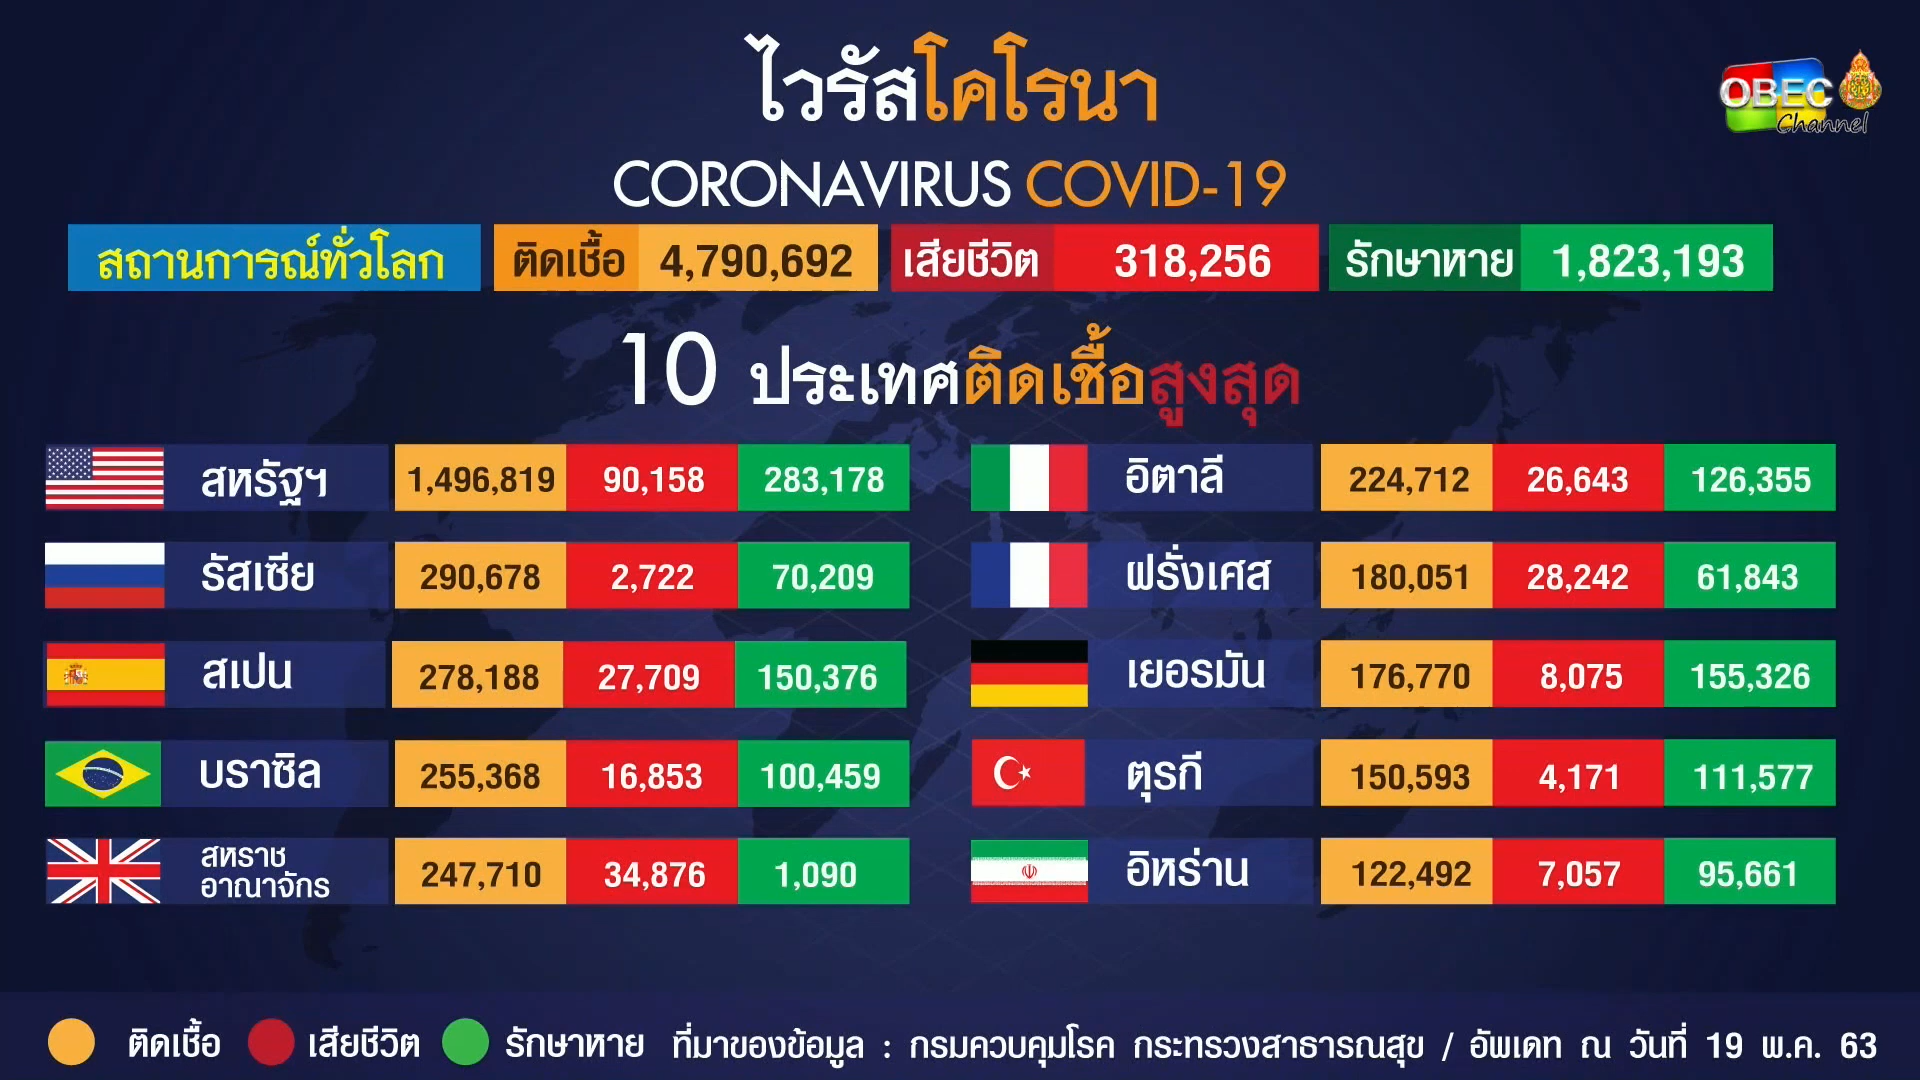 ไวรัสโคโรนา
OBEC
Channel
CORONAVIRUS COVID-19
สถานการณ์ทั่วโลก ติดเชื้อ 4,790,692 เสียชีวิต 318,256 รักษาหาย 1,823,193
10 ประเทศติดเชื้อสูงสุด
สหรัฐฯ 1,496,819 90,158 283,178
รัสเซีย 290,678 2,722 70,209
สเปน 278,188 27,709 150,376
บราซิล 255,368 16,853 100,459
สหราช
อาณาจักร 247,710 34,876 1,090
อิตาลี 224,712 26,643 126,355
ฝรั่งเศส 180,051 28,242 61,843
เยอรมัน 176,770 8,075 155,326
ตุรกี 150,593 4,171 111,577
อิหร่าน 122,492 7,057 95,661
ติดเชื้อ เสียชีวิต รักษาหาย ที่มาของข้อมูล : กรมควบคุมโรค กระทรวงสาธารณสุข / อัพเดท ณ วันที่ 19 พ.ค. 63